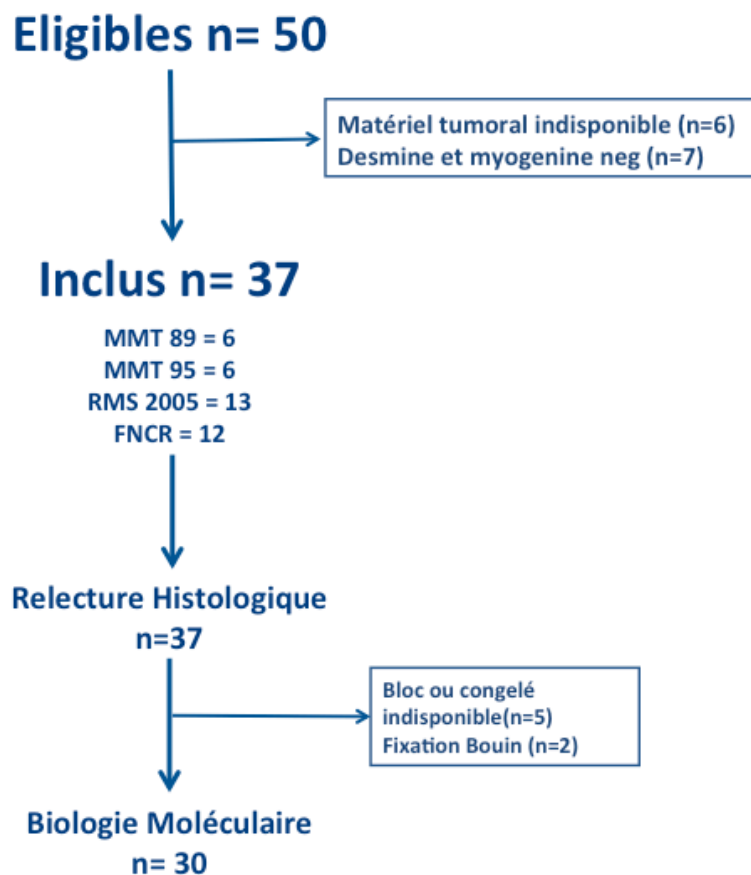 Eligibles n= 50
Matériel tumoral indisponible (n=6)
Desmine et myogenine neg (n=7)
Inclus n= 37
MMT 89 = 6
MMT 95 = 6
RMS 2005 = 13
FNCR = 12
Relecture Histologique
n=37
Bloc ou congelé
indisponible(n=5)
Fixation Bouin (n=2)
Biologie Moléculaire
n= 30